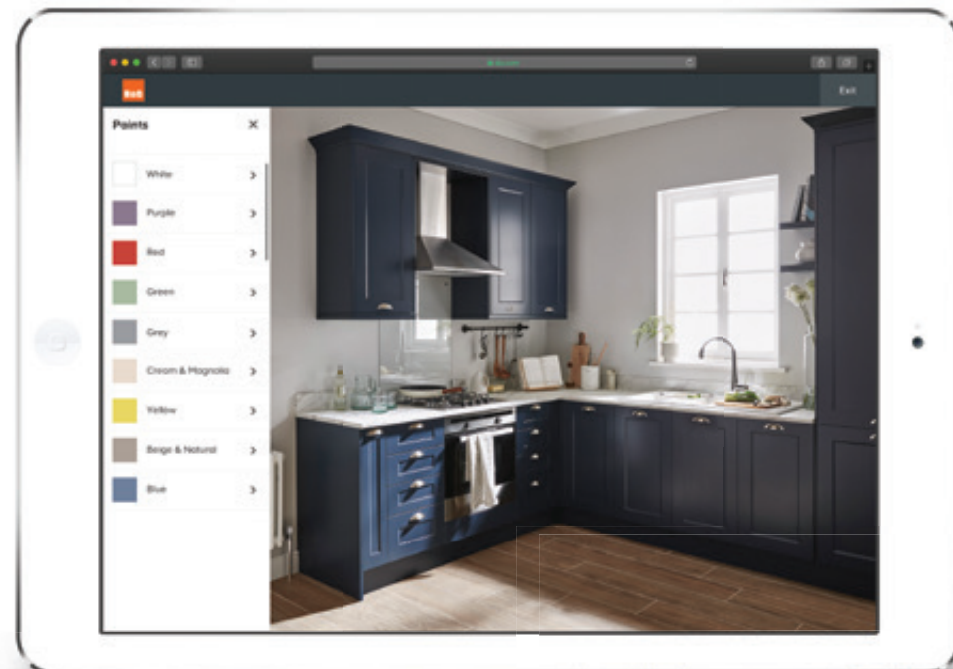 Exit
Paints
White
Purple
Red
Green
Grey
Cream & Magnolia
Yellow
Beige & Natural
Blue